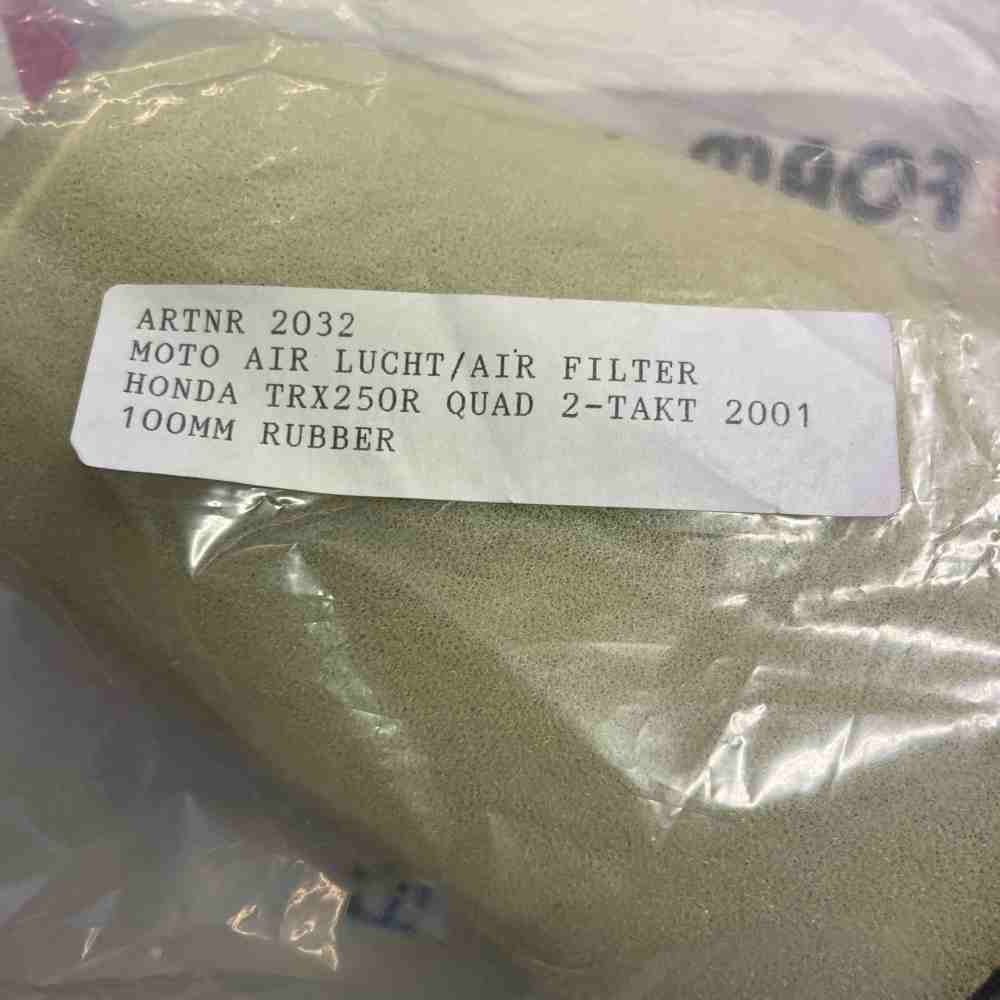 ARTNR 2032
MOTO AIR LUCHT/AIR FILTER
HONDA TRX250R QUAD 2-TAKT 2001
100MM RUBBER